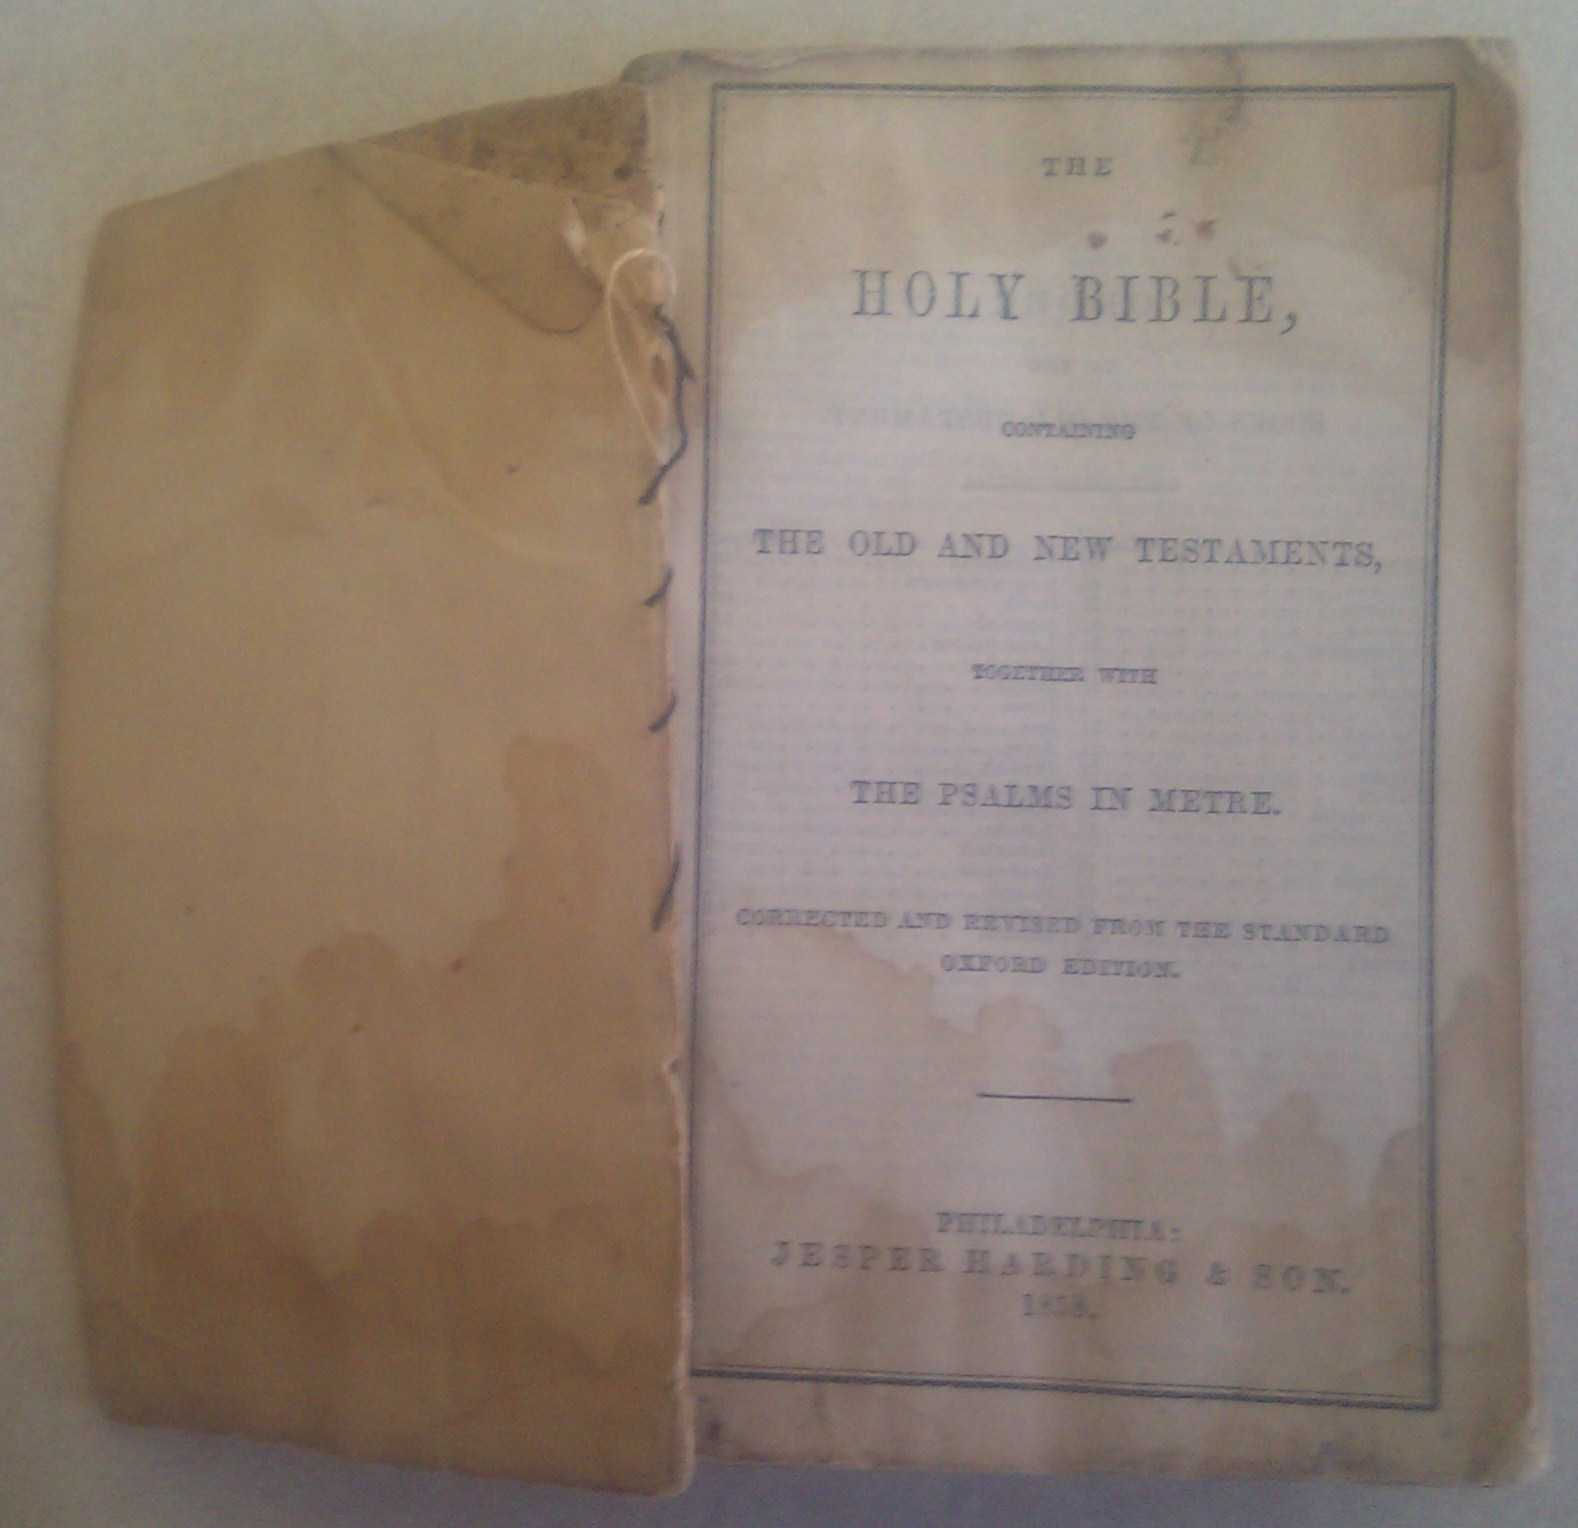 THE
HOLY BIBLE,
CONTAINING
THE OLD AND NEW TESTAMENTS,
TOGETHER WITH
THE PSALMS IN METRE.
CORRECTED AND REVISED FROM THE STANDARD
OXFORD EDITION.
PHILADELPHIA:
JESPER HARDING & SON.
1858.